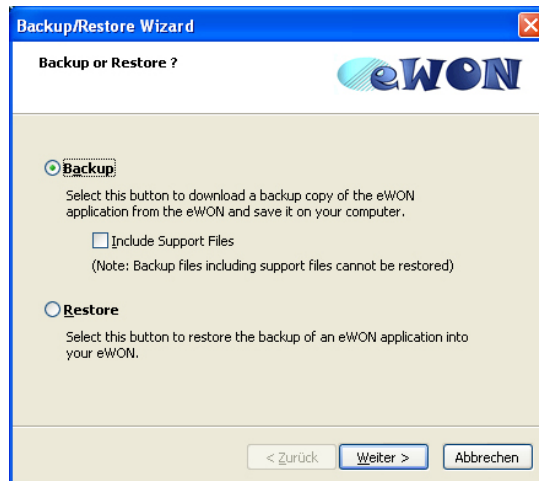 Backup/Restore Wizard
Backup or Restore ?
eWON
Backup
Select this button to download a backup copy of the eWON
application from the eWON and save it on your computer.
Include Support Files
(Note: Backup files including support files cannot be restored)
Restore
Select this button to restore the backup of an eWON application into
your eWON.
< Zurück
Weiter >
Abbrechen